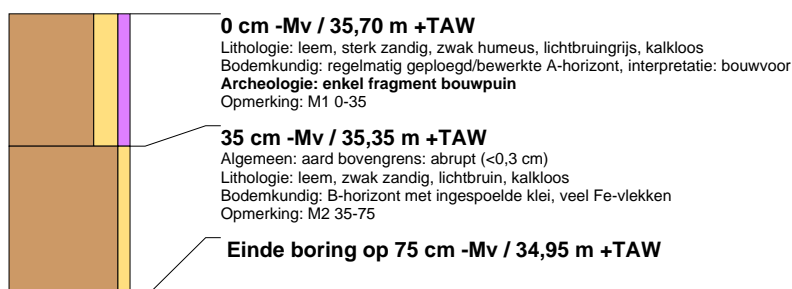 0 cm -Mv / 35,70 m +TAW
Lithologie: leem, sterk zandig, zwak humeus, lichtbruingrijs, kalkloos
Bodemkundig: regelmatig geploegd/bewerkte A-horizont, interpretatie: bouwvoor
Archeologie: enkel fragment bouwpuin
Opmerking: M1 0-35
35 cm -Mv / 35,35 m +TAW
Algemeen: aard bovengrens: abrupt (<0,3 cm)
Lithologie: leem, zwak zandig, lichtbruin, kalkloos
Bodemkundig: B-horizont met ingespoelde klei, veel Fe-vlekken
Opmerking: M2 35-75
Einde boring op 75 cm -Mv / 34,95 m +TAW